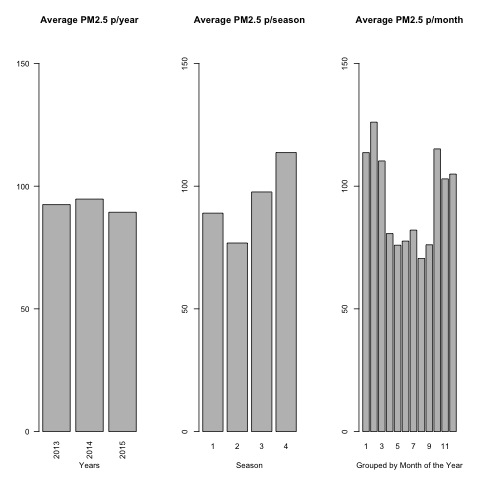 Average PM2.5 p/year
150
100
50
0
2013
2014
2015
Years
Average PM2.5 p/season
150
100
50
0
1 2 3 4
Season
Average PM2.5 p/month
150
100
50
0
1 3 5 7 9 11
Grouped by Month of the Year